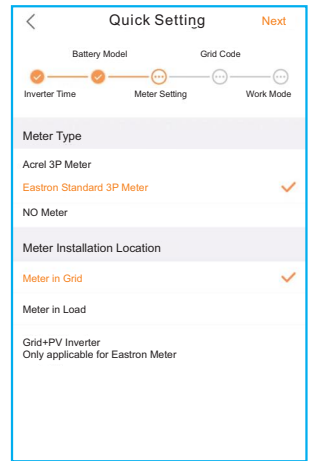 Quick Setting
Next
Battery Model
Grid Code
Inverter Time
Meter Setting
Work Mode
Meter Type
Acrel 3P Meter
Eastron Standard 3P Meter
NO Meter
Meter Installation Location
Meter in Grid
Meter in Load
Grid+PV Inverter
Only applicable for Eastron Meter